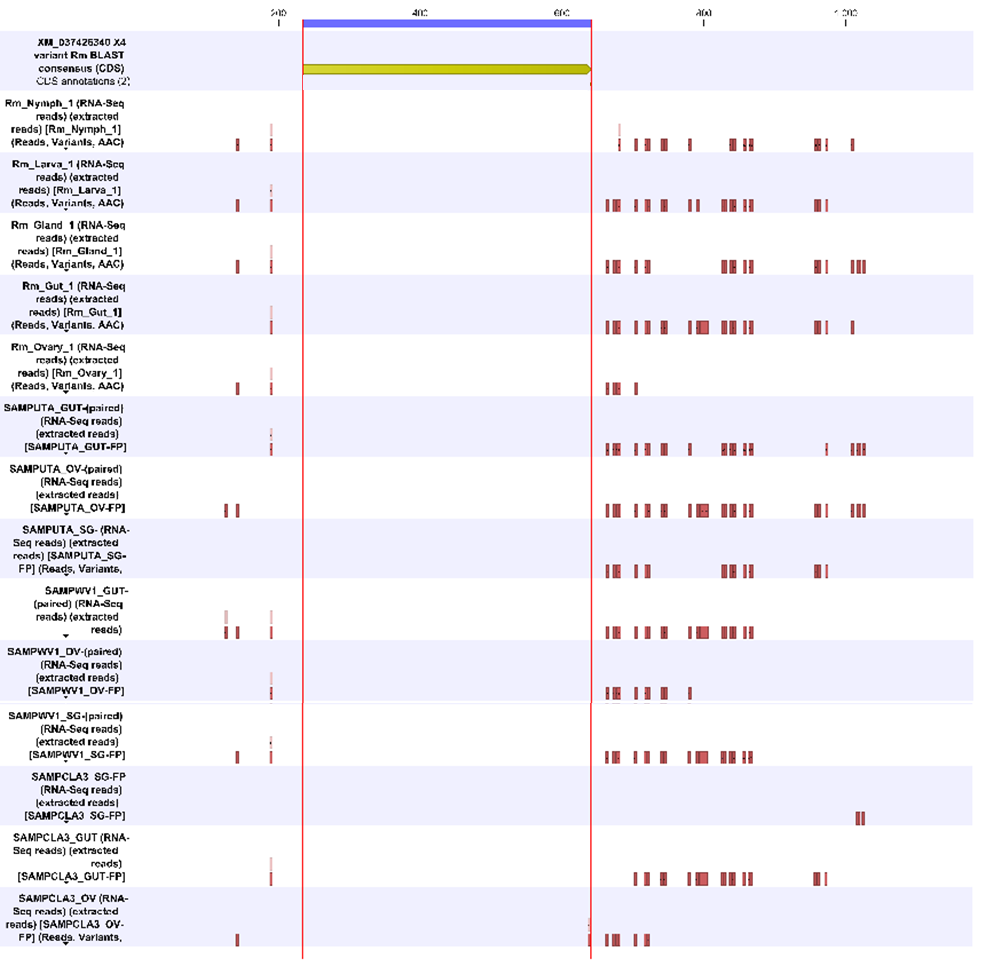 200 400 600 800 1 000
XM_037426340 X4
variant Rm BLAST
consensus (CDS)
CDS annotations (2)
Rm_Nymph_1 (RNA-Seq
reads) (extracted
reads) [Rm_Nymph_1]
(Reads, Variants, AAC)
Rm_Larva_1 (RNA-Seq
reads) (extracted
reads) [Rm_Larva_1]
(Reads, Variants, AAC)
Rm_Gland_1 (RNA-Seq
reads) (extracted
reads) [Rm_Gland_1]
(Reads, Variants, AAC)
Rm_Gut_1 (RNA-Seq
reads) (extracted
reads) [Rm_Gut_1]
(Reads, Variants, AAC)
Rm_Ovary_1 (RNA-Seq
reads) (extracted
reads) [Rm_Ovary_1]
(Reads, Variants, AAC)
SAMPUTA_GUT-(paired)
(RNA-Seq reads)
(extracted reads)
[SAMPUTA_GUT-FP]
SAMPUTA_OV-(paired)
(RNA-Seq reads)
(extracted reads)
[SAMPUTA_OV-FP]
SAMPUTA_SG- (RNA-
Seq reads) (extracted
reads) [SAMPUTA_SG-
FP] (Reads, Variants,
SAMPWV1_GUT-
(paired) (RNA-Seq
reads) (extracted
reads)
SAMPWV1_OV-(paired)
(RNA-Seq reads)
(extracted reads)
[SAMPWV1_OV-FP]
SAMPWV1_SG-(paired)
(RNA-Seq reads)
(extracted reads)
[SAMPWV1_SG-FP]
SAMPCLA3_SG-FP
(RNA-Seq reads)
(extracted reads)
[SAMPCLA3_SG-FP]
SAMPCLA3_GUT (RNA-
Seq reads) (extracted
reads)
[SAMPCLA3_GUT-FP]
SAMPCLA3_OV (RNA-
Seq reads) (extracted
reads) [SAMPCLA3_OV-
FP] (Reads, Variants,